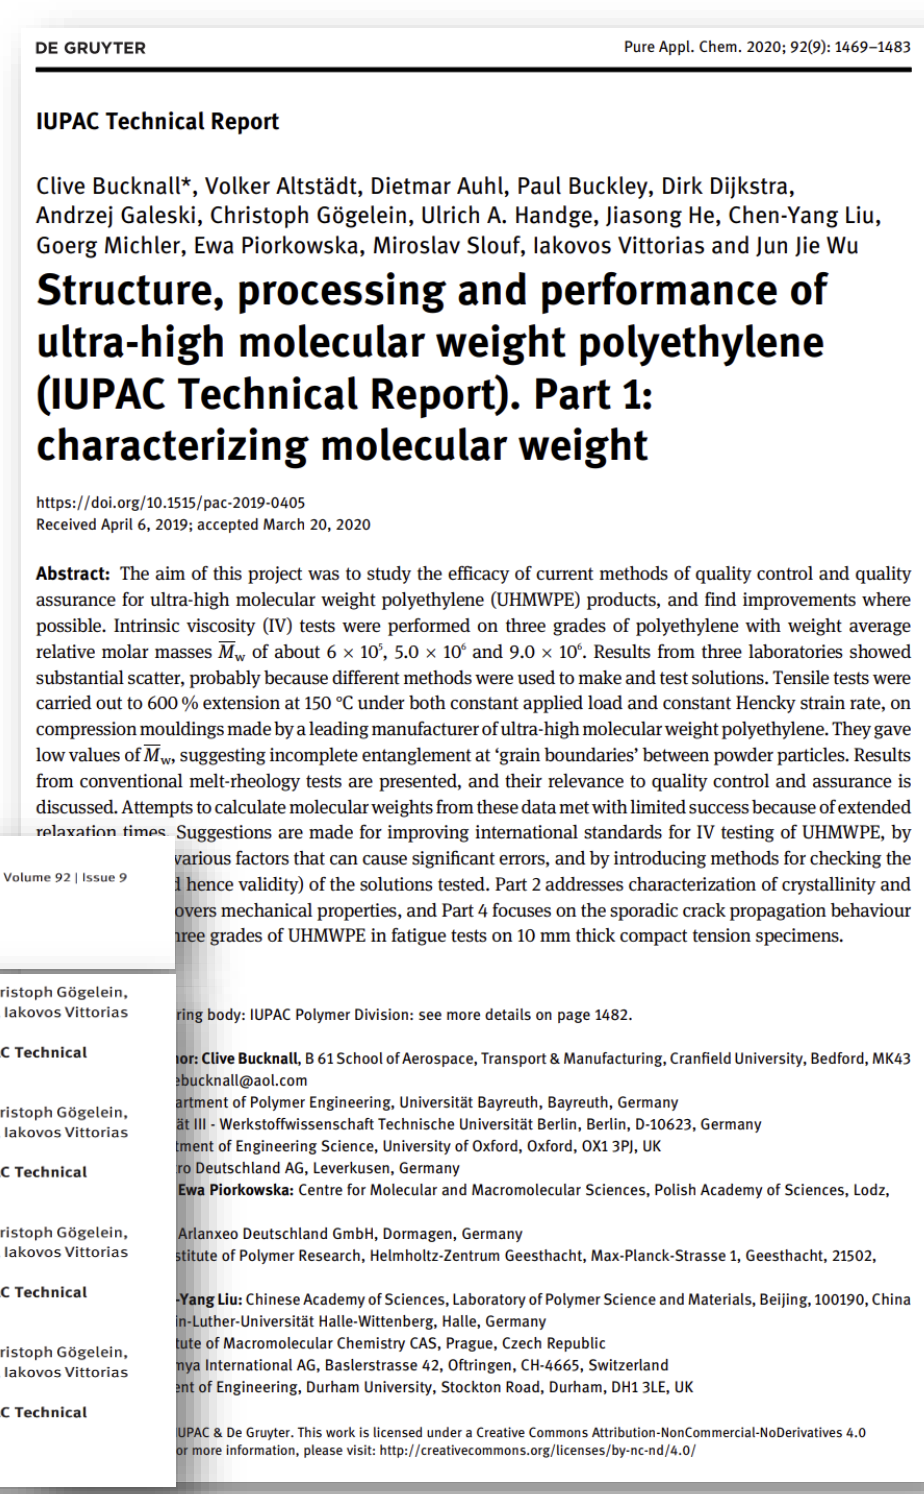 DE GRUYTER
Pure Appl. Chem. 2020; 92(9): 1469–1483
IUPAC Technical Report
Clive Bucknall*, Volker Altstädt, Dietmar Auhl, Paul Buckley, Dirk Dijkstra,
Andrzej Galeski, Christoph Gögelein, Ulrich A. Handge, Jiasong He, Chen-Yang Liu,
Goerg Michler, Ewa Piorkowska, Miroslav Slouf, Iakovos Vittorias and Jun Jie Wu
Structure, processing and performance of
ultra-high molecular weight polyethylene
(IUPAC Technical Report). Part 1:
characterizing molecular weight
https://doi.org/10.1515/pac-2019-0405
Received April 6, 2019; accepted March 20, 2020
Abstract: The aim of this project was to study the efficacy of current methods of quality control and quality
assurance for ultra-high molecular weight polyethylene (UHMWPE) products, and find improvements where
possible. Intrinsic viscosity (IV) tests were performed on three grades of polyethylene with weight average
relative molar masses M̅w of about 6 × 10⁵, 5.0 × 10⁶ and 9.0 × 10⁶. Results from three laboratories showed
substantial scatter, probably because different methods were used to make and test solutions. Tensile tests were
carried out to 600 % extension at 150 °C under both constant applied load and constant Hencky strain rate, on
compression mouldings made by a leading manufacturer of ultra-high molecular weight polyethylene. They gave
low values of M̅w, suggesting incomplete entanglement at ‘grain boundaries’ between powder particles. Results
from conventional melt-rheology tests are presented, and their relevance to quality control and assurance is
discussed. Attempts to calculate molecular weights from these data met with limited success because of extended
relaxation times. Suggestions are made for improving international standards for IV testing of UHMWPE, by
various factors that can cause significant errors, and by introducing methods for checking the
hence validity) of the solutions tested. Part 2 addresses characterization of crystallinity and
overs mechanical properties, and Part 4 focuses on the sporadic crack propagation behaviour
hree grades of UHMWPE in fatigue tests on 10 mm thick compact tension specimens.
ring body: IUPAC Polymer Division: see more details on page 1482.
or: Clive Bucknall, B 61 School of Aerospace, Transport & Manufacturing, Cranfield University, Bedford, MK43
ebucknall@aol.com
artment of Polymer Engineering, Universität Bayreuth, Bayreuth, Germany
ät III - Werkstoffwissenschaft Technische Universität Berlin, Berlin, D-10623, Germany
tment of Engineering Science, University of Oxford, Oxford, OX1 3PJ, UK
ro Deutschland AG, Leverkusen, Germany
Ewa Piorkowska: Centre for Molecular and Macromolecular Sciences, Polish Academy of Sciences, Lodz,
Arlanxeo Deutschland GmbH, Dormagen, Germany
stitute of Polymer Research, Helmholtz-Zentrum Geesthacht, Max-Planck-Strasse 1, Geesthacht, 21502,
-Yang Liu: Chinese Academy of Sciences, Laboratory of Polymer Science and Materials, Beijing, 100190, China
in-Luther-Universität Halle-Wittenberg, Halle, Germany
tute of Macromolecular Chemistry CAS, Prague, Czech Republic
mya International AG, Baslerstrasse 42, Oftringen, CH-4665, Switzerland
ent of Engineering, Durham University, Stockton Road, Durham, DH1 3LE, UK
UPAC & De Gruyter. This work is licensed under a Creative Commons Attribution-NonCommercial-NoDerivatives 4.0
or more information, please visit: http://creativecommons.org/licenses/by-nc-nd/4.0/
Volume 92 | Issue 9
ristoph Gögelein,
Iakovos Vittorias
C Technical
ristoph Gögelein,
Iakovos Vittorias
C Technical
ristoph Gögelein,
Iakovos Vittorias
C Technical
ristoph Gögelein,
Iakovos Vittorias
C Technical